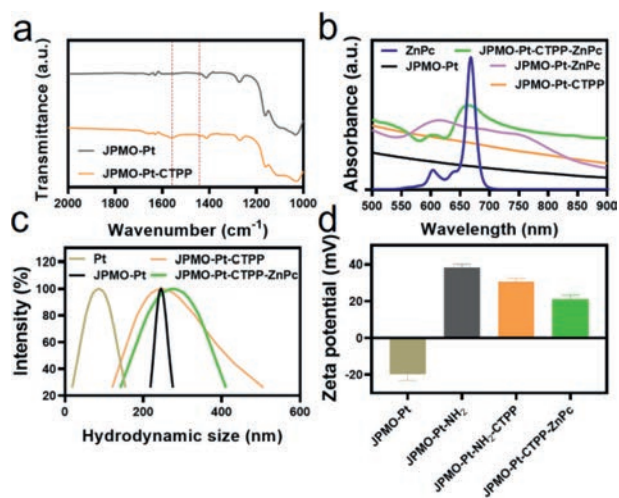 a
Transmittance (a.u.)
JPMO-Pt
JPMO-Pt-CTPP
2000 1800 1600 1400 1200 1000
Wavenumber (cm⁻¹)
b
Absorbance (a.u.)
ZnPc JPMO-Pt-CTPP-ZnPc
JPMO-Pt JPMO-Pt-ZnPc
JPMO-Pt-CTPP
500 550 600 650 700 750 800 850 900
Wavelength (nm)
c
Intensity (%)
120
100
80
60
40
20
Pt JPMO-Pt-CTPP
JPMO-Pt JPMO-Pt-CTPP-ZnPc
0 200 400 600
Hydrodynamic size (nm)
d
Zeta potential (mV)
40
20
0
-20
JPMO-Pt
JPMO-Pt-NH₂
JPMO-Pt-NH₂-CTPP
JPMO-Pt-CTPP-ZnPc